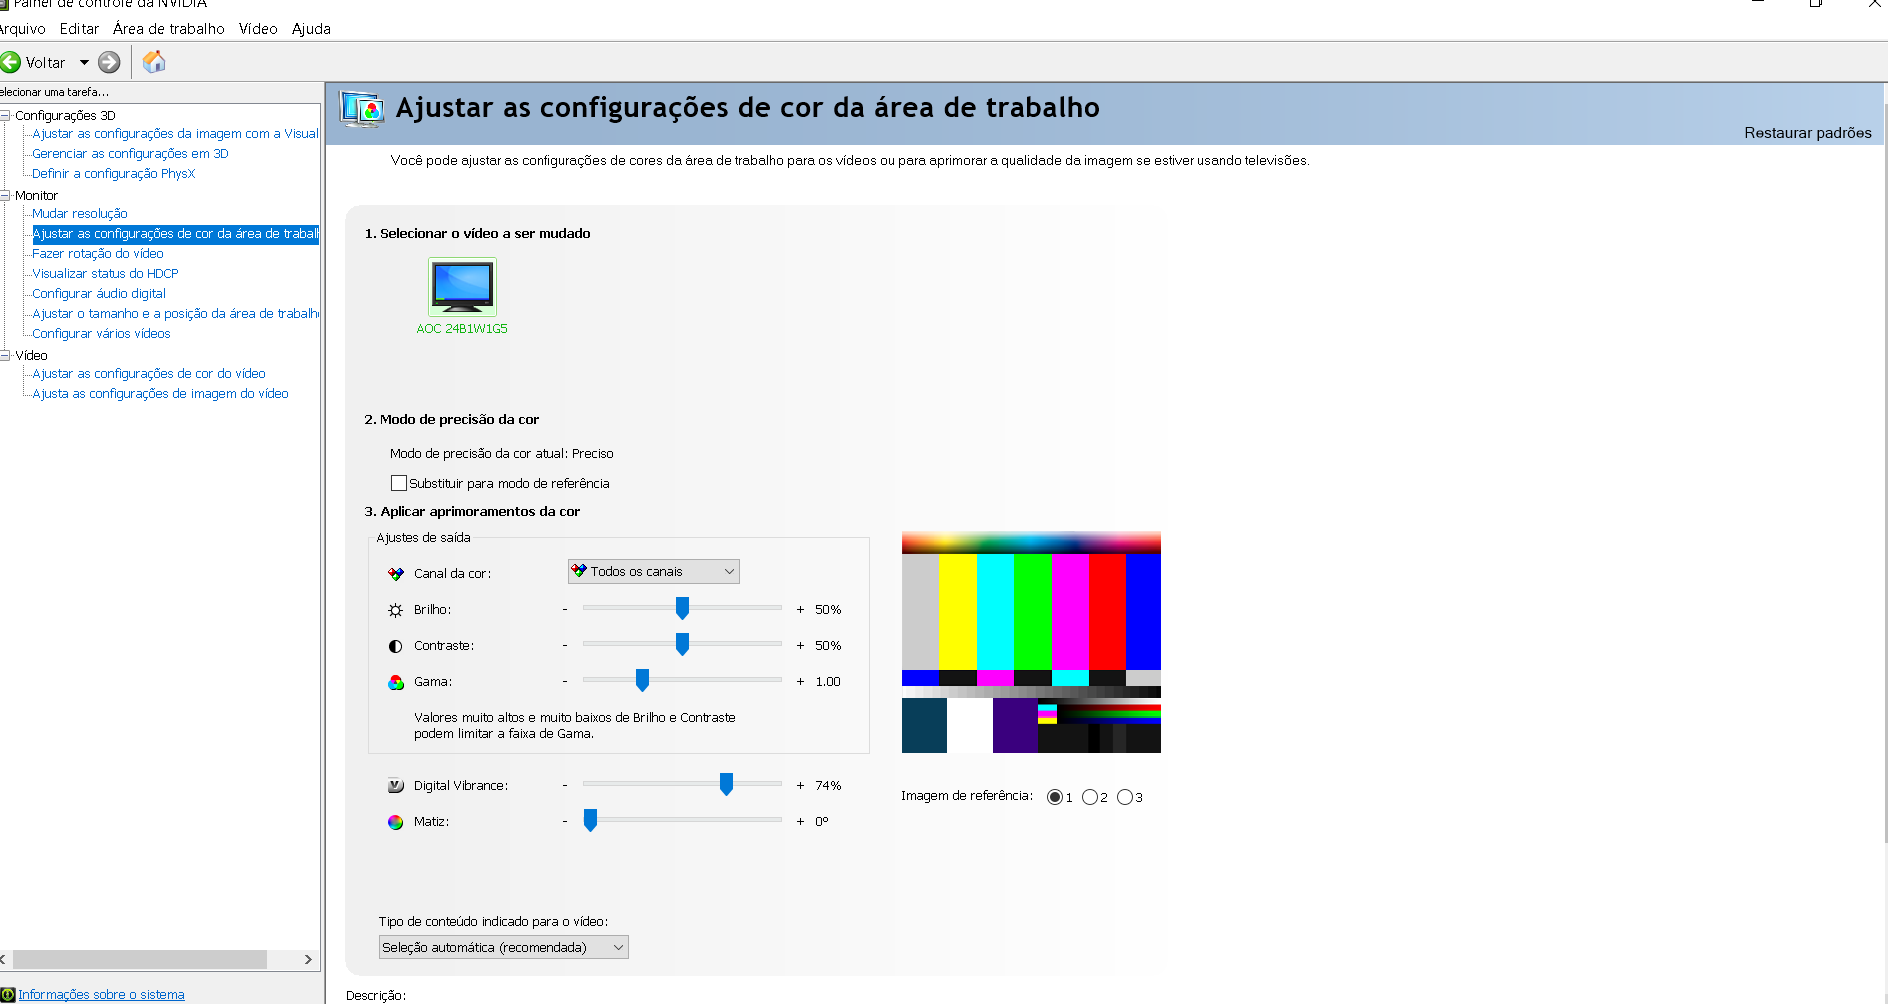 Painel de controle da NVIDIA
Arquivo Editar Área de trabalho Vídeo Ajuda
Voltar
elecionar uma tarefa...
Configurações 3D
Ajustar as configurações da imagem com a Visual
Gerenciar as configurações em 3D
Definir a configuração PhysX
Monitor
Mudar resolução
Ajustar as configurações de cor da área de trabalh
Fazer rotação do vídeo
Visualizar status do HDCP
Configurar áudio digital
Ajustar o tamanho e a posição da área de trabalho
Configurar vários vídeos
Vídeo
Ajustar as configurações de cor do vídeo
Ajusta as configurações de imagem do vídeo
Informações sobre o sistema
Ajustar as configurações de cor da área de trabalho
Restaurar padrões
Você pode ajustar as configurações de cores da área de trabalho para os vídeos ou para aprimorar a qualidade da imagem se estiver usando televisões.
1. Selecionar o vídeo a ser mudado
AOC 24B1W1G5
2. Modo de precisão da cor
Modo de precisão da cor atual: Preciso
Substituir para modo de referência
3. Aplicar aprimoramentos da cor
Ajustes de saída
Canal da cor: Todos os canais
Brilho: - + 50%
Contraste: - + 50%
Gama: - + 1.00
Valores muito altos e muito baixos de Brilho e Contraste
podem limitar a faixa de Gama.
Digital Vibrance: - + 74%
Matiz: - + 0º
Imagem de referência: 1 2 3
Tipo de conteúdo indicado para o vídeo:
Seleção automática (recomendada)
Descrição: